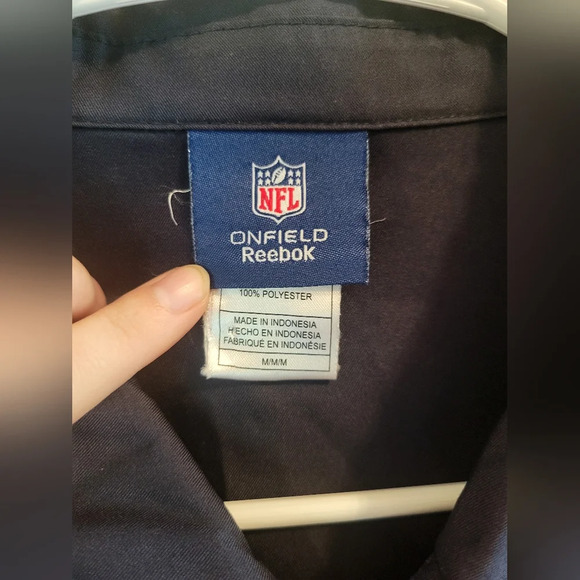 NFL
ONFIELD
Reebok
100% POLYESTER
MADE IN INDONESIA
HECHO EN INDONESIA
FABRIQUÉ EN INDONÉSIE
M/M/M